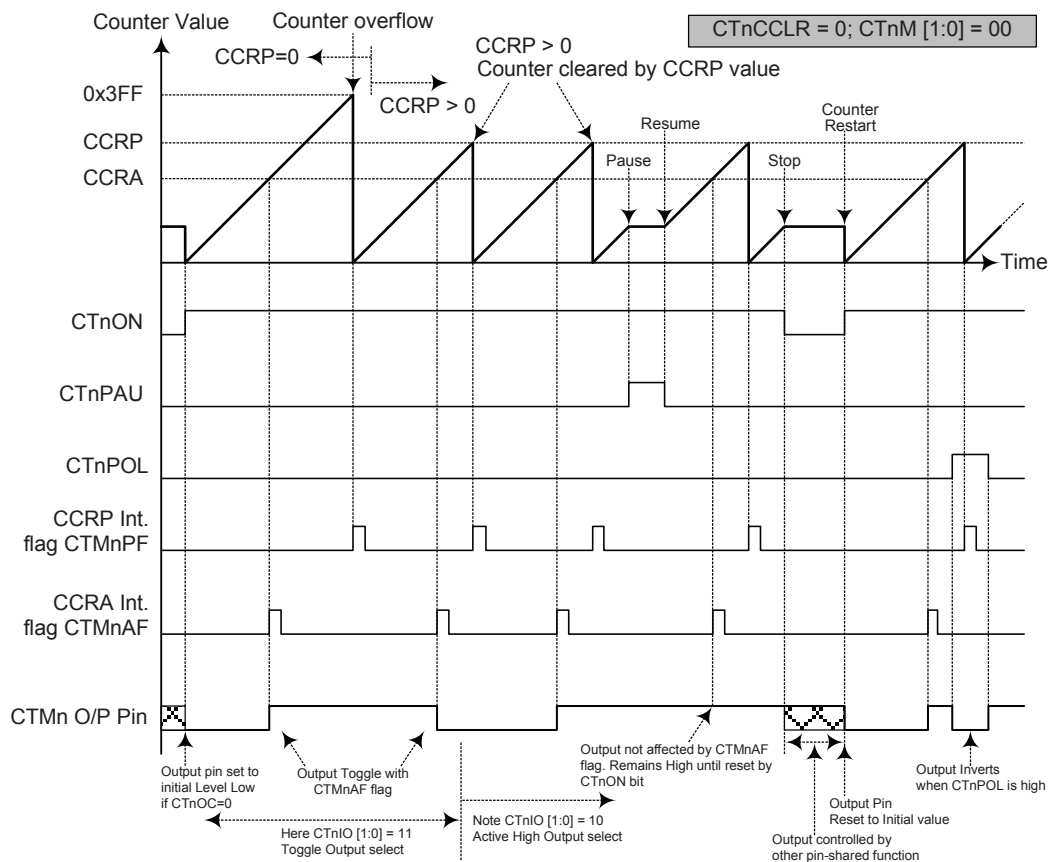 Counter Value
Counter overflow
CTnCCLR = 0; CTnM [1:0] = 00
CCRP=0
CCRP > 0
CCRP > 0
Counter cleared by CCRP value
0x3FF
CCRP
CCRA
Pause
Resume
Stop
Counter
Restart
Time
CTnON
CTnPAU
CTnPOL
CCRP Int.
flag CTMnPF
CCRA Int.
flag CTMnAF
CTMn O/P Pin
Output pin set to
initial Level Low
if CTnOC=0
Output Toggle with
CTMnAF flag
Output not affected by CTMnAF
flag. Remains High until reset by
CTnON bit
Output Inverts
when CTnPOL is high
Here CTnIO [1:0] = 11
Toggle Output select
Note CTnIO [1:0] = 10
Active High Output select
Output Pin
Reset to Initial value
Output controlled by
other pin-shared function